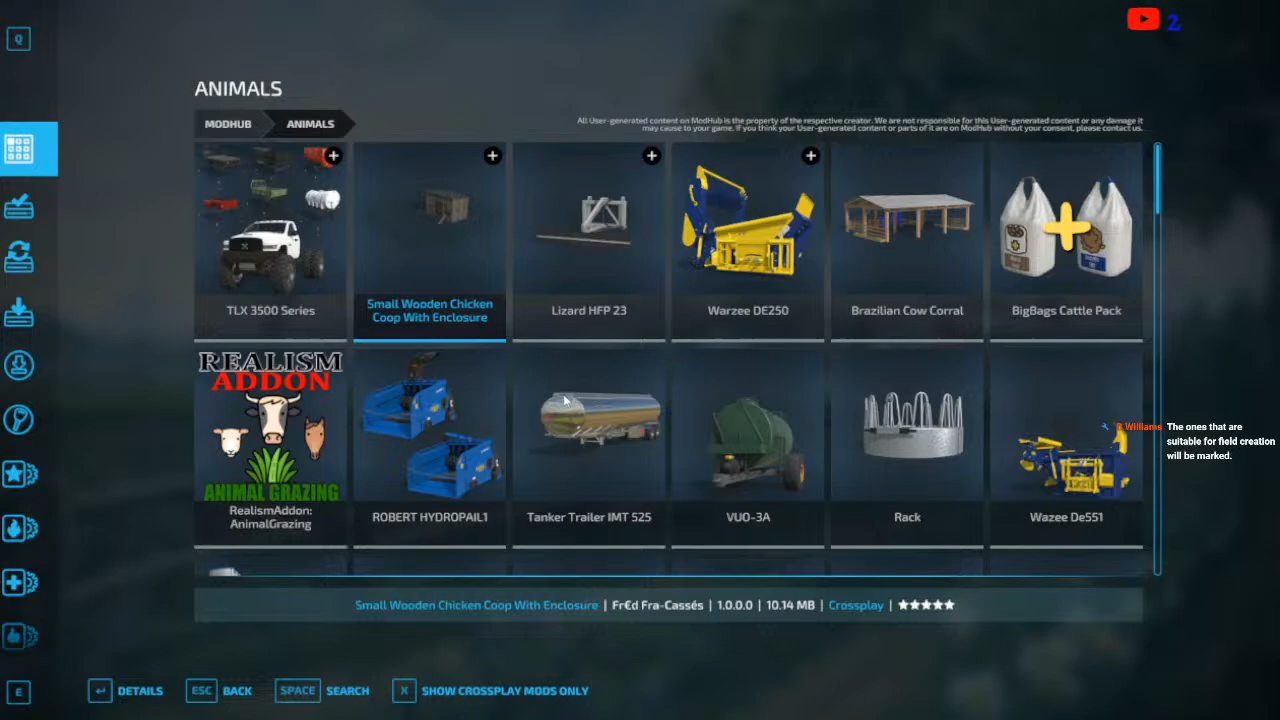 Q
2
ANIMALS
MODHUB
ANIMALS
All User-generated content on ModHub is the property of the respective creator. We are not responsible for this User-generated content or any damage it
may cause to your game. If you think your User-generated content or parts of it are on ModHub without your consent, please contact us.
TLX 3500 Series
Small Wooden Chicken
Coop With Enclosure
Lizard HFP 23
Warzee DE250
Brazilian Cow Corral
BigBags Cattle Pack
REALISM
ADDON
ANIMAL GRAZING
RealismAddon:
AnimalGrazing
ROBERT HYDROPAIL1
Tanker Trailer IMT 525
VUO-3A
Rack
Wazee De551
Williams The ones that are
suitable for field creation
will be marked.
Small Wooden Chicken Coop With Enclosure | Fr€d Fra-Cassés | 1.0.0.0 | 10.14 MB | Crossplay | ★★★★★
E
DETAILS
ESC BACK
SPACE SEARCH
X SHOW CROSSPLAY MODS ONLY